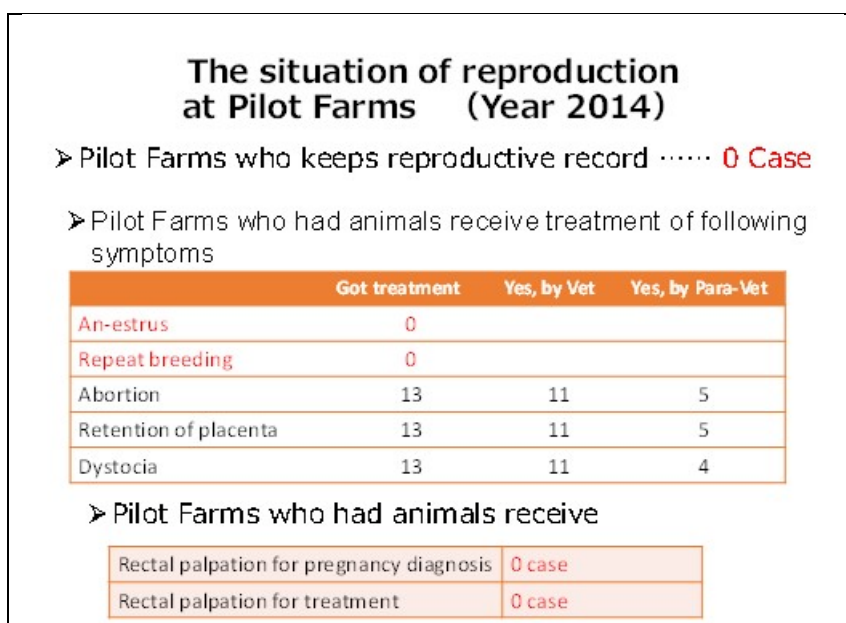 The situation of reproduction
at Pilot Farms (Year 2014)
➢ Pilot Farms who keeps reproductive record ⋯⋯ 0 Case
➢ Pilot Farms who had animals receive treatment of following
symptoms
Got treatment Yes, by Vet Yes, by Para-Vet
An-estrus 0
Repeat breeding 0
Abortion 13 11 5
Retention of placenta 13 11 5
Dystocia 13 11 4
➢ Pilot Farms who had animals receive
Rectal palpation for pregnancy diagnosis 0 case
Rectal palpation for treatment 0 case